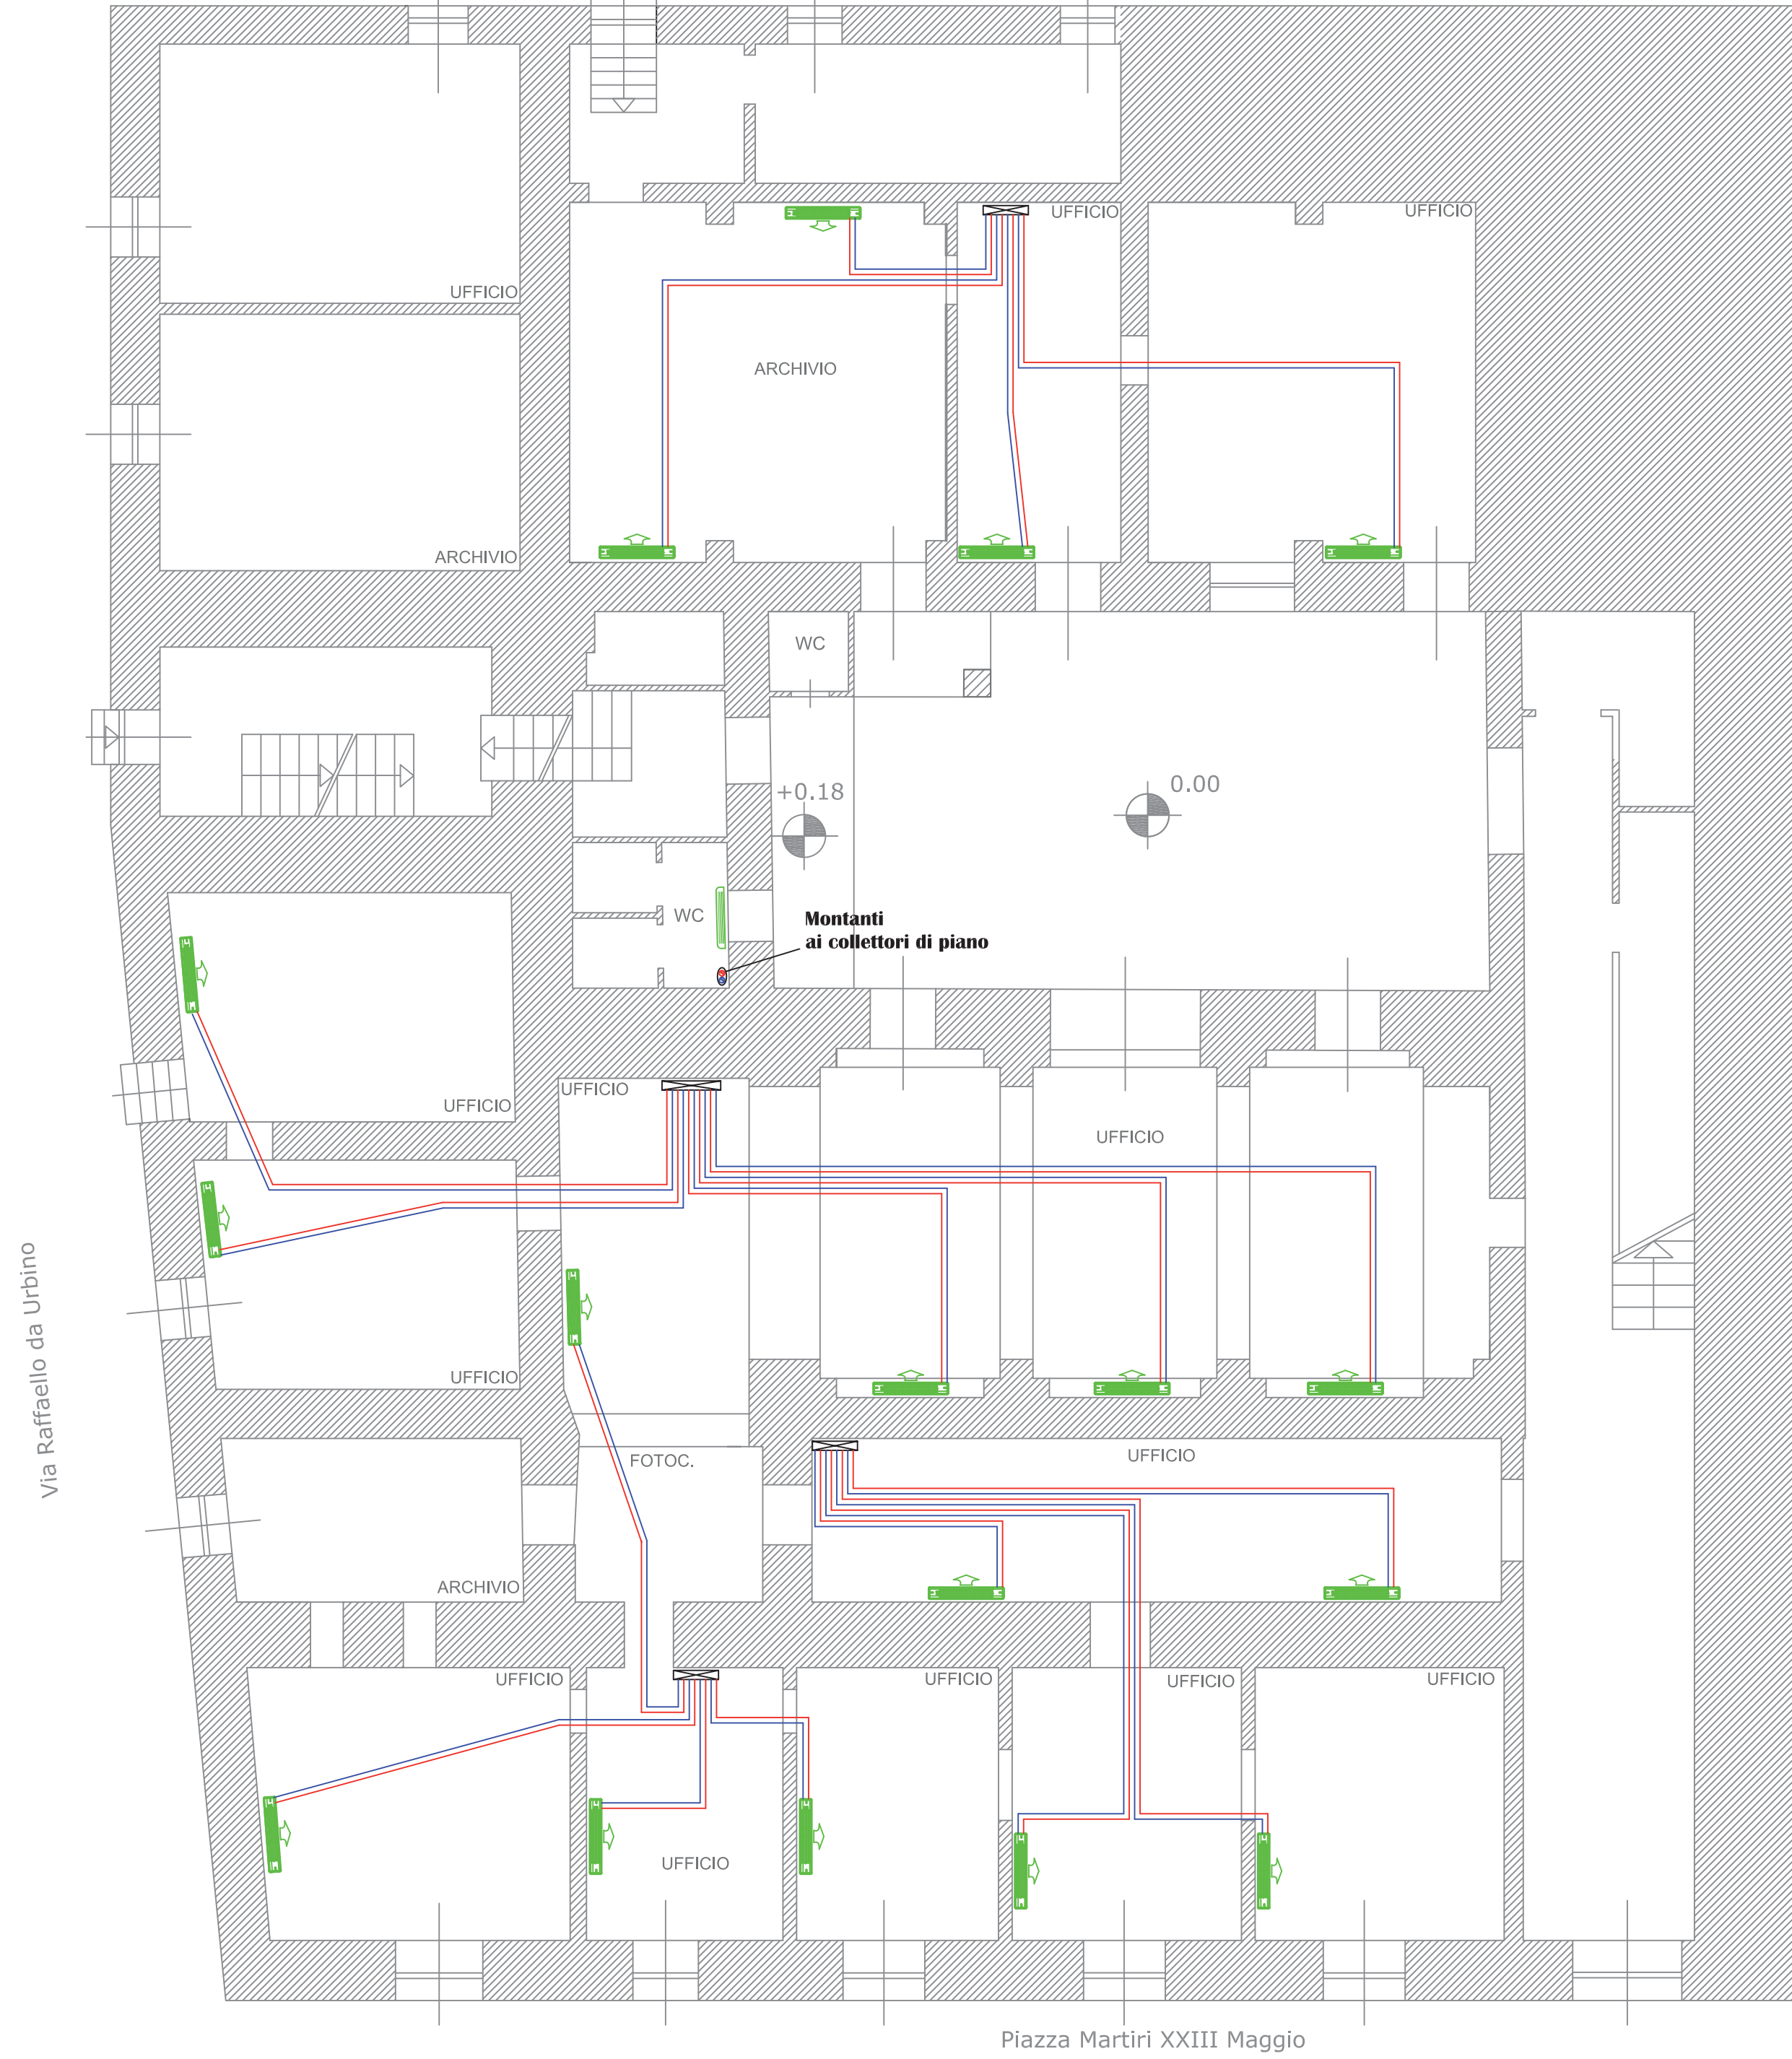 UFFICIO
UFFICIO
UFFICIO
ARCHIVIO
ARCHIVIO
WC
+0.18
0.00
WC
Montanti
ai collettori di piano
UFFICIO
UFFICIO
UFFICIO
UFFICIO
Via Raffaello da Urbino
FOTOC.
UFFICIO
ARCHIVIO
UFFICIO
UFFICIO
UFFICIO
UFFICIO
UFFICIO
Piazza Martiri XXIII Maggio